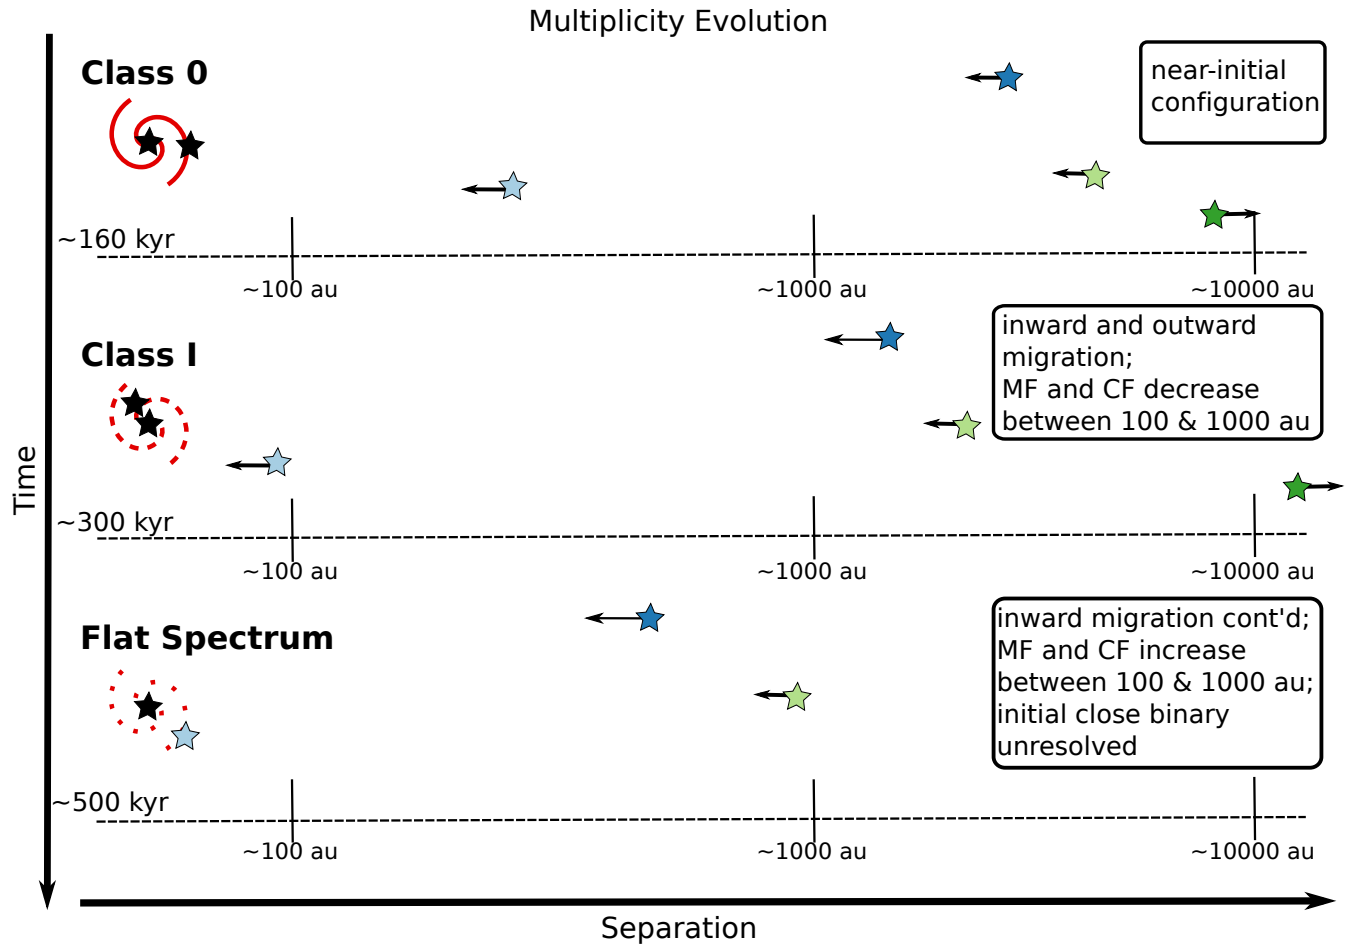 Multiplicity Evolution
Class 0
near-initial
configuration
~160 kyr
~100 au
~1000 au
~10000 au
Class I
inward and outward
migration;
MF and CF decrease
between 100 & 1000 au
Time
~300 kyr
~100 au
~1000 au
~10000 au
Flat Spectrum
inward migration cont'd;
MF and CF increase
between 100 & 1000 au;
initial close binary
unresolved
~500 kyr
~100 au
~1000 au
~10000 au
Separation